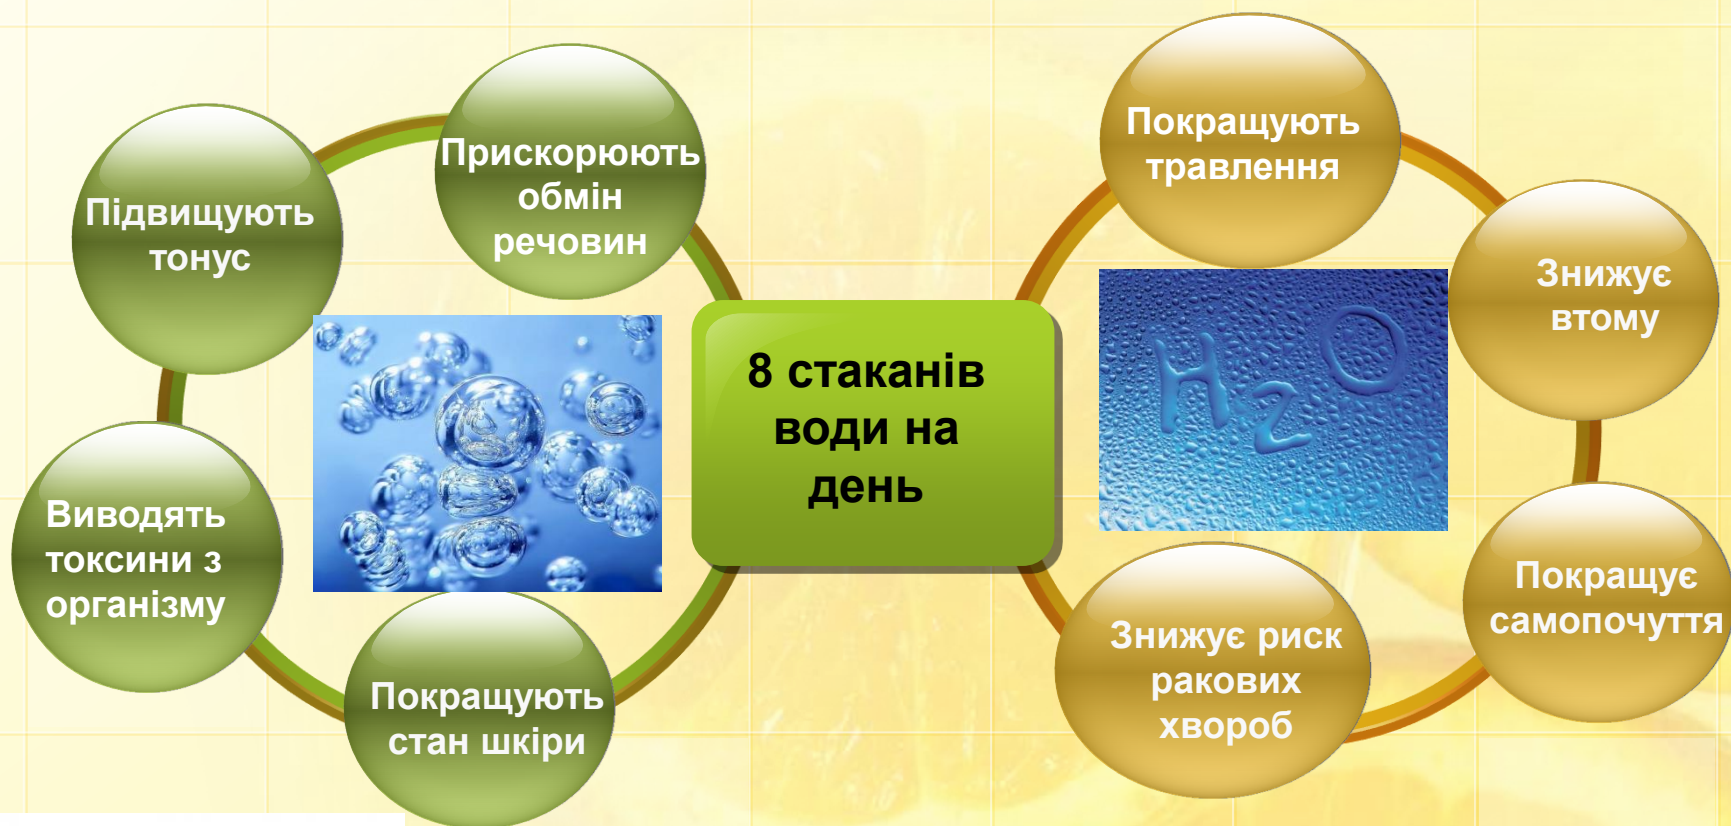 Прискорюють
обмін
речовин
Підвищують
тонус
Виводять
токсини з
організму
Покращують
стан шкіри
8 стаканів
води на
день
Покращують
травлення
H2O
Знижує
втому
Покращує
самопочуття
Знижує риск
ракових
хвороб